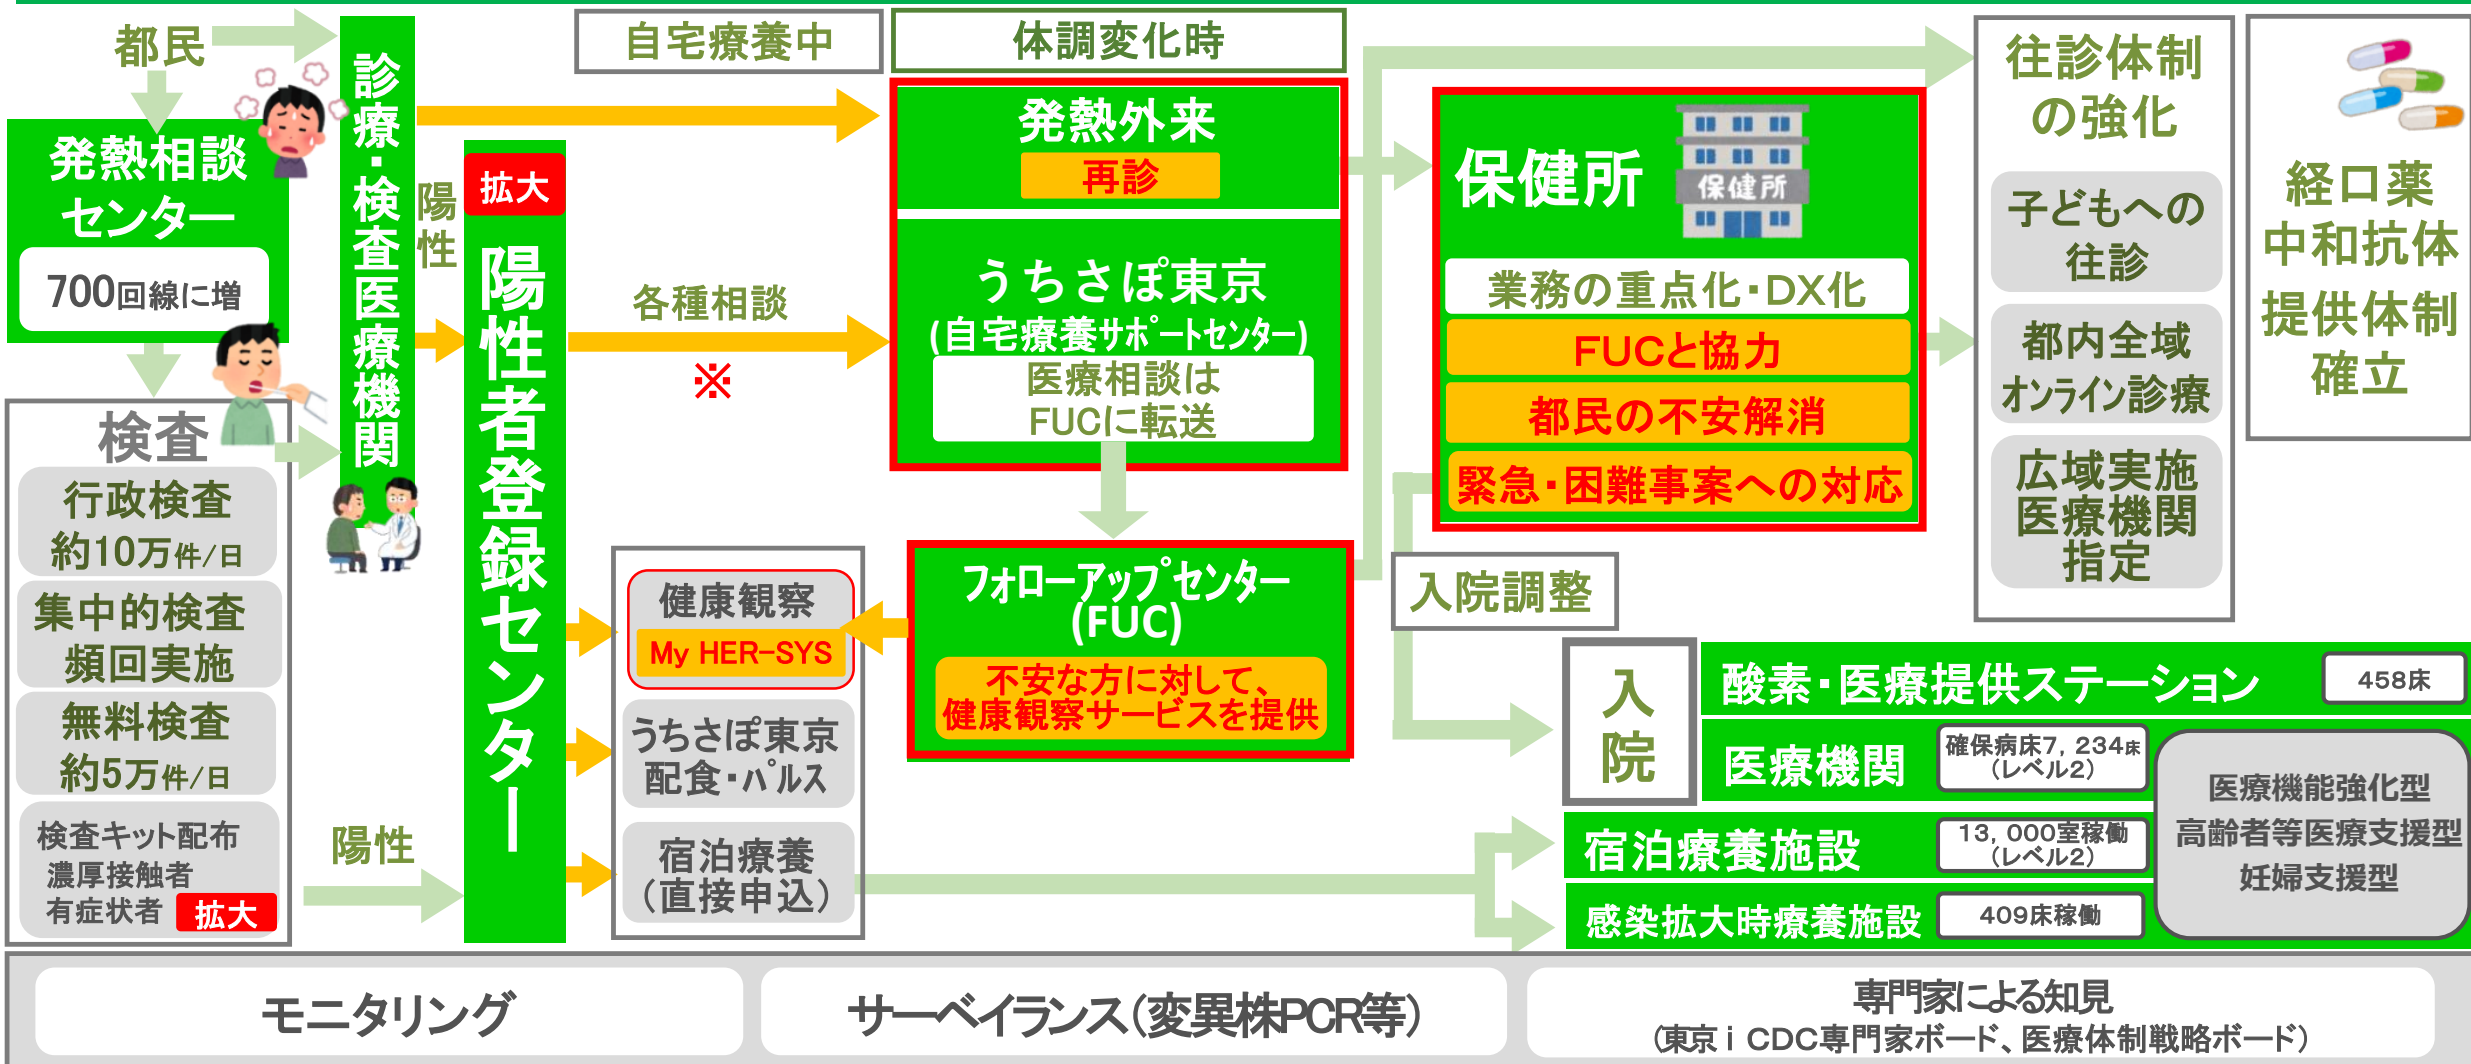 都民
発熱相談
センター
700回線に増
検査
行政検査
約10万件/日
集中的検査
頻回実施
無料検査
約5万件/日
検査キット配布
濃厚接触者
有症状者
拡大
診療・検査医療機関
陽性
陽性
拡大
陽性者登録センター
自宅療養中
各種相談
※
健康観察
My HER-SYS
うちさぽ東京
配食・パルス
宿泊療養
(直接申込)
体調変化時
発熱外来
再診
うちさぽ東京
(自宅療養サポートセンター)
医療相談は
FUCに転送
フォローアップセンター
(FUC)
不安な方に対して、
健康観察サービスを提供
保健所
保健所
業務の重点化・DX化
FUCと協力
都民の不安解消
緊急・困難事案への対応
入院調整
往診体制
の強化
子どもへの
往診
都内全域
オンライン診療
広域実施
医療機関
指定
経口薬
中和抗体
提供体制
確立
入院
酸素・医療提供ステーション
458床
医療機関
確保病床7,234床
(レベル2)
宿泊療養施設
13,000室稼働
(レベル2)
感染拡大時療養施設
409床稼働
医療機能強化型
高齢者等医療支援型
妊婦支援型
モニタリング
サーベイランス(変異株PCR等)
専門家による知見
(東京iCDC専門家ボード、医療体制戦略ボード)